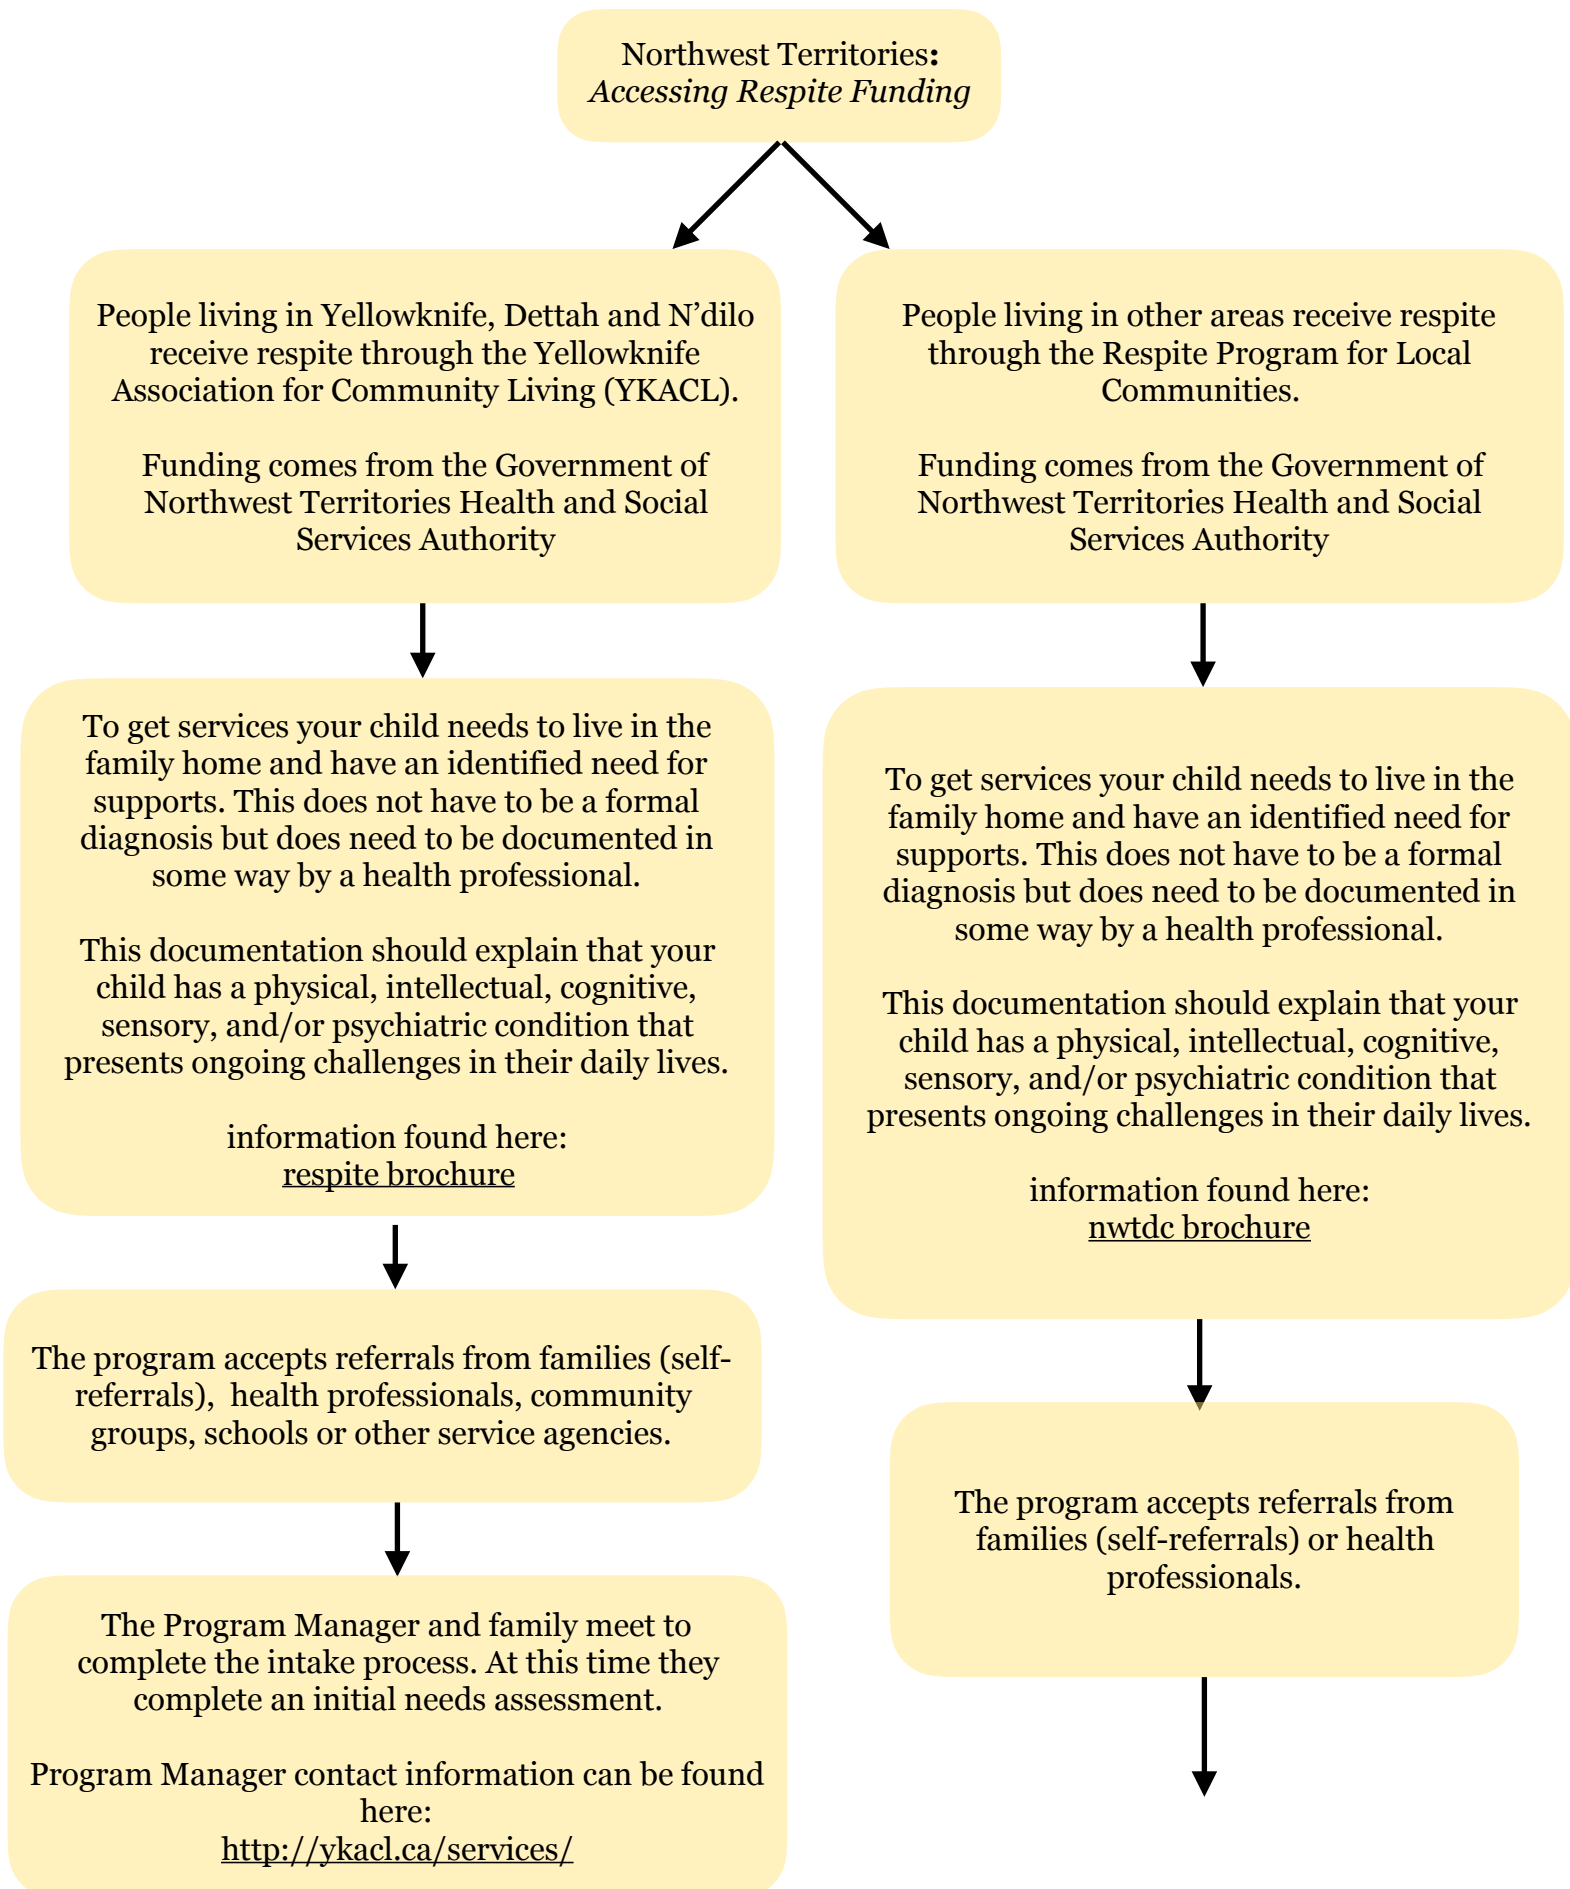 Northwest Territories:
Accessing Respite Funding
People living in Yellowknife, Dettah and N’dilo
receive respite through the Yellowknife
Association for Community Living (YKACL).
Funding comes from the Government of
Northwest Territories Health and Social
Services Authority
To get services your child needs to live in the
family home and have an identified need for
supports. This does not have to be a formal
diagnosis but does need to be documented in
some way by a health professional.
This documentation should explain that your
child has a physical, intellectual, cognitive,
sensory, and/or psychiatric condition that
presents ongoing challenges in their daily lives.
information found here:
respite brochure
The program accepts referrals from families (self-
referrals),  health professionals, community
groups, schools or other service agencies.
The Program Manager and family meet to
complete the intake process. At this time they
complete an initial needs assessment.
Program Manager contact information can be found
here:
http://ykacl.ca/services/
People living in other areas receive respite
through the Respite Program for Local
Communities.
Funding comes from the Government of
Northwest Territories Health and Social
Services Authority
To get services your child needs to live in the
family home and have an identified need for
supports. This does not have to be a formal
diagnosis but does need to be documented in
some way by a health professional.
This documentation should explain that your
child has a physical, intellectual, cognitive,
sensory, and/or psychiatric condition that
presents ongoing challenges in their daily lives.
information found here:
nwtdc brochure
The program accepts referrals from
families (self-referrals) or health
professionals.